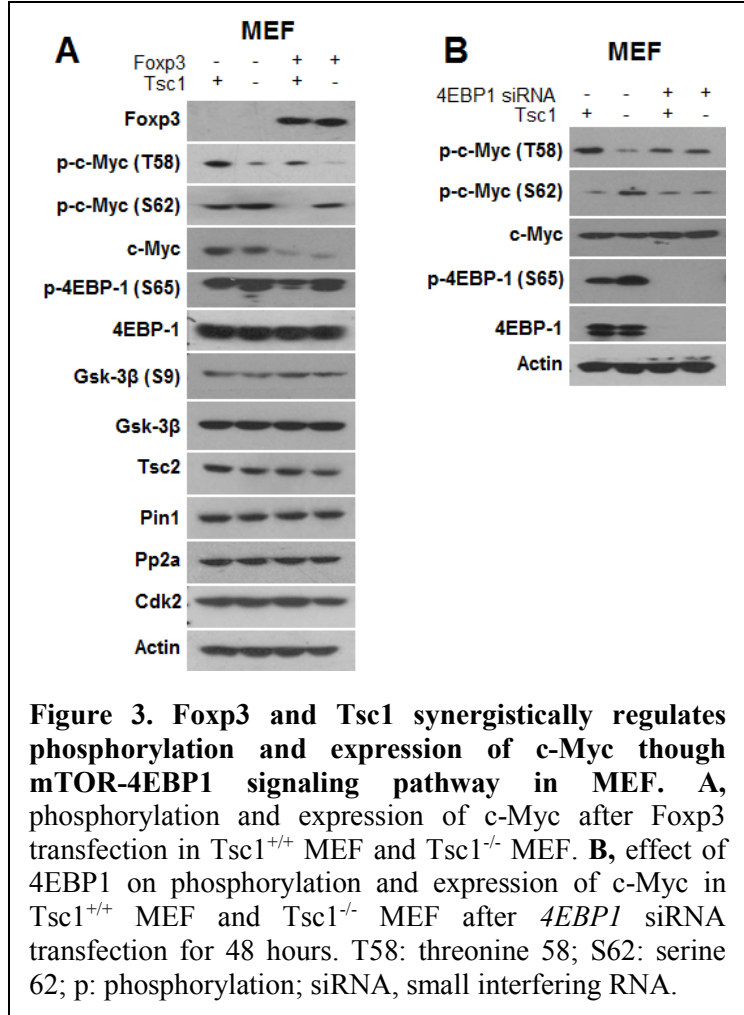 A
MEF
Foxp3 - - + +
Tsc1 + - + -
Foxp3
p-c-Myc (T58)
p-c-Myc (S62)
c-Myc
p-4EBP-1 (S65)
4EBP-1
Gsk-3β (S9)
Gsk-3β
Tsc2
Pin1
Pp2a
Cdk2
Actin
B
MEF
4EBP1 siRNA - - + +
Tsc1 + - + -
p-c-Myc (T58)
p-c-Myc (S62)
c-Myc
p-4EBP-1 (S65)
4EBP-1
Actin
Figure 3. Foxp3 and Tsc1 synergistically regulates
phosphorylation and expression of c-Myc though
mTOR-4EBP1 signaling pathway in MEF. A,
phosphorylation and expression of c-Myc after Foxp3
transfection in Tsc1+/+ MEF and Tsc1-/- MEF. B, effect of
4EBP1 on phosphorylation and expression of c-Myc in
Tsc1+/+ MEF and Tsc1-/- MEF after 4EBP1 siRNA
transfection for 48 hours. T58: threonine 58; S62: serine
62; p: phosphorylation; siRNA, small interfering RNA.